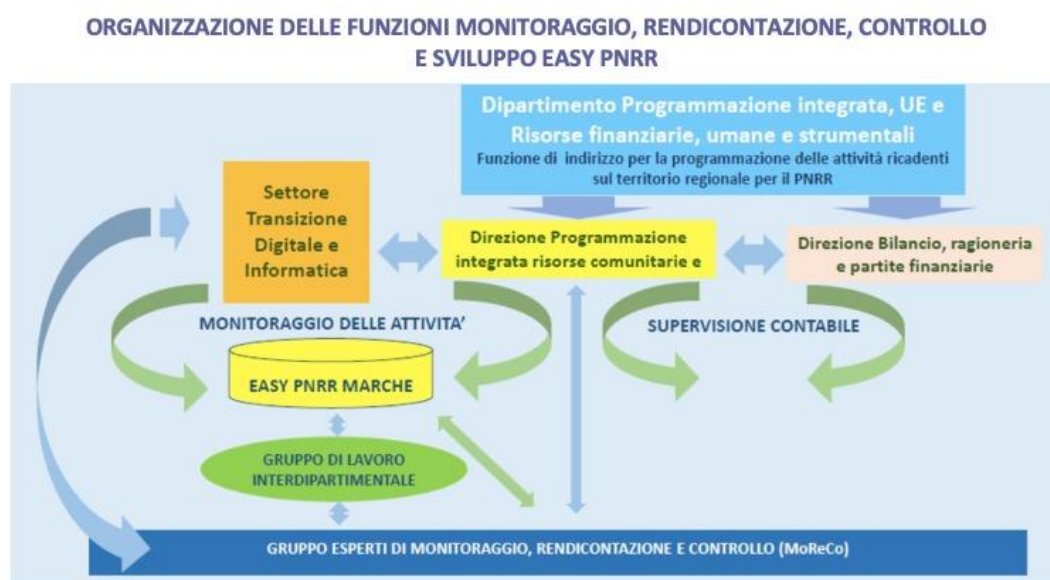 ORGANIZZAZIONE DELLE FUNZIONI MONITORAGGIO, RENDICONTAZIONE, CONTROLLO
E SVILUPPO EASY PNRR
Dipartimento Programmazione integrata, UE e
Risorse finanziarie, umane e strumentali
Funzione di indirizzo per la programmazione delle attività ricadenti
sul territorio regionale per il PNRR
Settore
Transizione
Digitale e
Informatica
Direzione Programmazione
integrata risorse comunitarie e
Direzione Bilancio, ragioneria
e partite finanziarie
MONITORAGGIO DELLE ATTIVITA’
SUPERVISIONE CONTABILE
EASY PNRR MARCHE
GRUPPO DI LAVORO
INTERDIPARTIMENTALE
GRUPPO ESPERTI DI MONITORAGGIO, RENDICONTAZIONE E CONTROLLO (MoReCo)